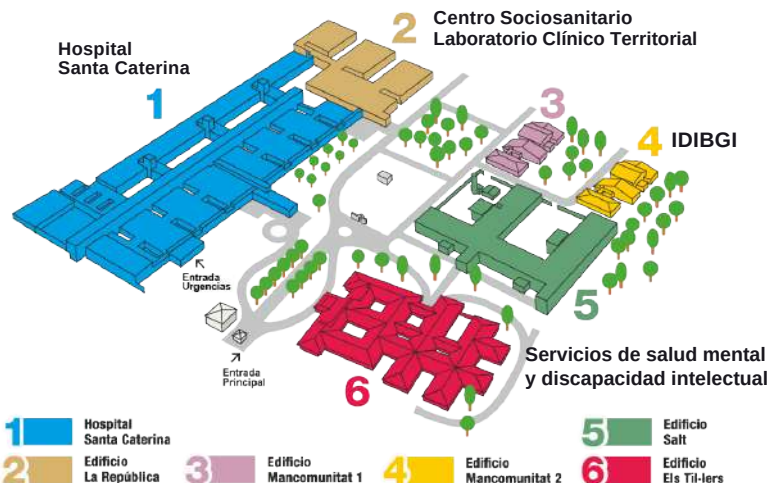 2
Centro Sociosanitario
Laboratorio Clínico Territorial
Hospital
Santa Caterina
1
3
4
IDIBGI
Entrada
Urgencias
5
Entrada
Principal
Servicios de salud mental
y discapacidad intelectual
6
1
Hospital
Santa Caterina
5
Edificio
Salt
2
Edificio
La República
3
Edificio
Mancomunitat 1
4
Edificio
Mancomunitat 2
6
Edificio
Els Til·lers